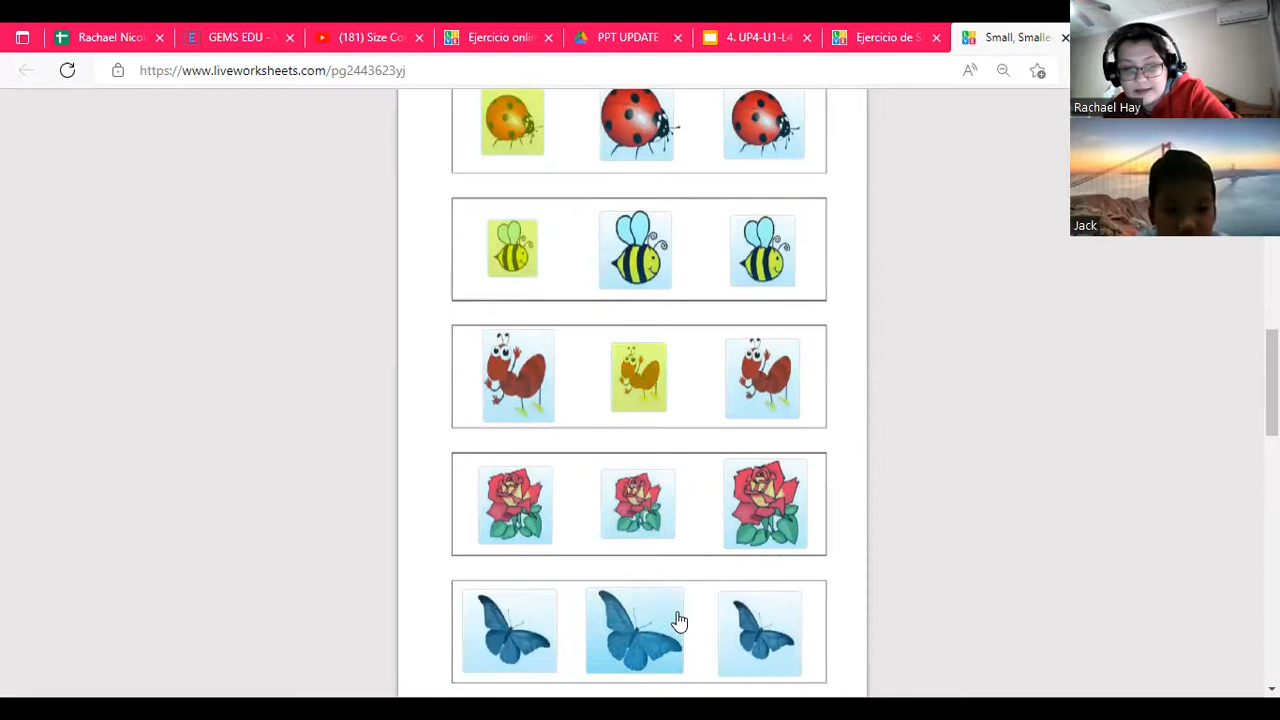 Rachael Nicol
GEMS EDU -
(181) Size Co
Ejercicio onlin
PPT UPDATE
4. UP4-U1-L4
Ejercicio de S
Small, Smalle
https://www.liveworksheets.com/pg2443623yj
Rachael Hay
Jack